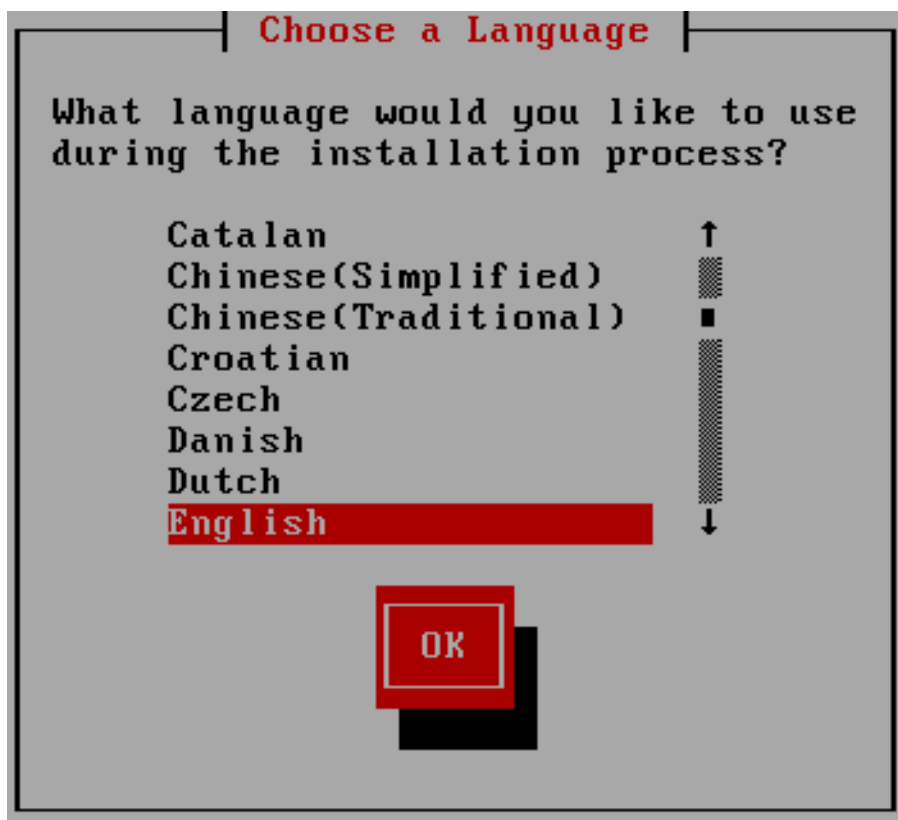 Choose a Language
What language would you like to use
during the installation process?
Catalan
Chinese(Simplified)
Chinese(Traditional)
Croatian
Czech
Danish
Dutch
English
OK